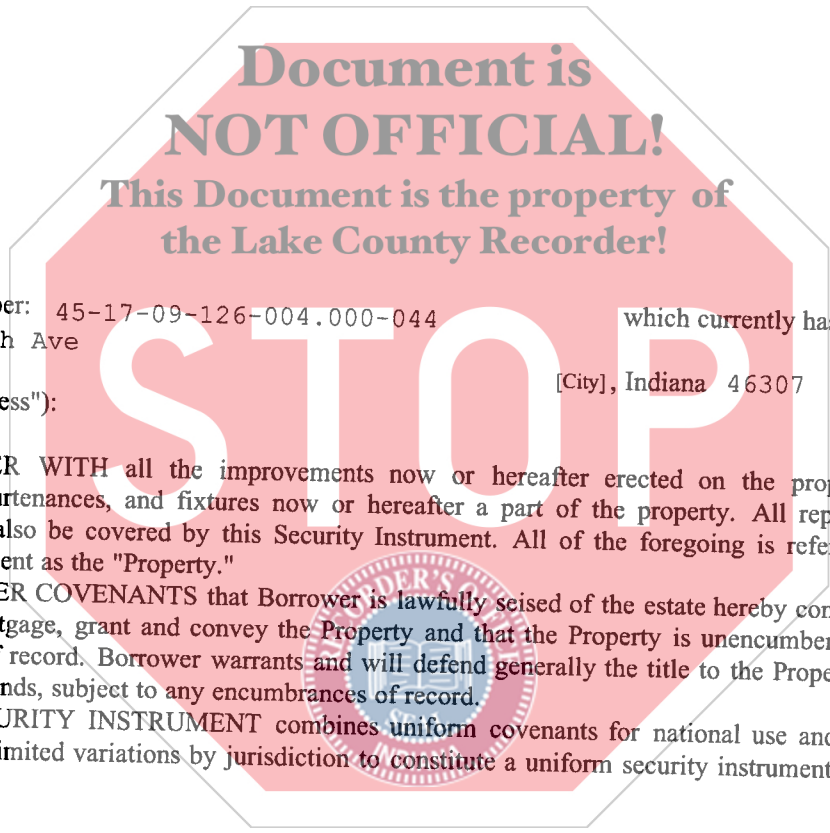 Document is
NOT OFFICIAL!
This Document is the property of
the Lake County Recorder!
STOP
ber: 45-17-09-126-004.000-044 which currently has
h Ave
[City], Indiana 46307
ess"):
ER WITH all the improvements now or hereafter erected on the prop
urtenances, and fixtures now or hereafter a part of the property. All rep
also be covered by this Security Instrument. All of the foregoing is refe
ent as the "Property."
ER COVENANTS that Borrower is lawfully seised of the estate hereby con
tgage, grant and convey the Property and that the Property is unencumber
f record. Borrower warrants and will defend generally the title to the Prope
nds, subject to any encumbrances of record.
URITY INSTRUMENT combines uniform covenants for national use and
imited variations by jurisdiction to constitute a uniform security instrument
SEAL
INDIANA